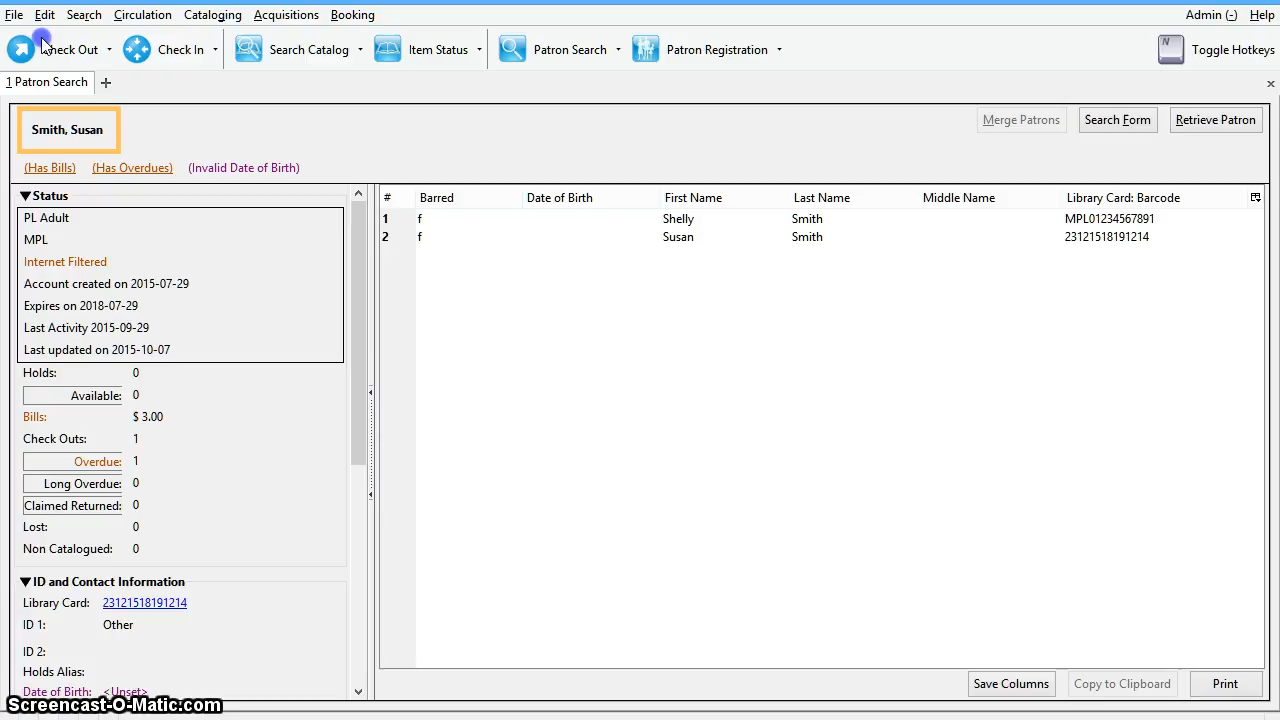 File Edit Search Circulation Cataloging Acquisitions Booking Admin (-) Help
Check Out Check In Search Catalog Item Status Patron Search Patron Registration N Toggle Hotkeys
1 Patron Search
Smith, Susan
Merge Patrons Search Form Retrieve Patron
(Has Bills) (Has Overdues) (Invalid Date of Birth)
Status
PL Adult
MPL
Internet Filtered
Account created on 2015-07-29
Expires on 2018-07-29
Last Activity 2015-09-29
Last updated on 2015-10-07
Holds: 0
Available: 0
Bills: $ 3.00
Check Outs: 1
Overdue: 1
Long Overdue: 0
Claimed Returned: 0
Lost: 0
Non Catalogued: 0
ID and Contact Information
Library Card: 23121518191214
ID 1: Other
ID 2:
Holds Alias:
Date of Birth: <Unset>
# Barred Date of Birth First Name Last Name Middle Name Library Card: Barcode
1 f Shelly Smith MPL01234567891
2 f Susan Smith 23121518191214
Save Columns Copy to Clipboard Print
Screencast-O-Matic.com